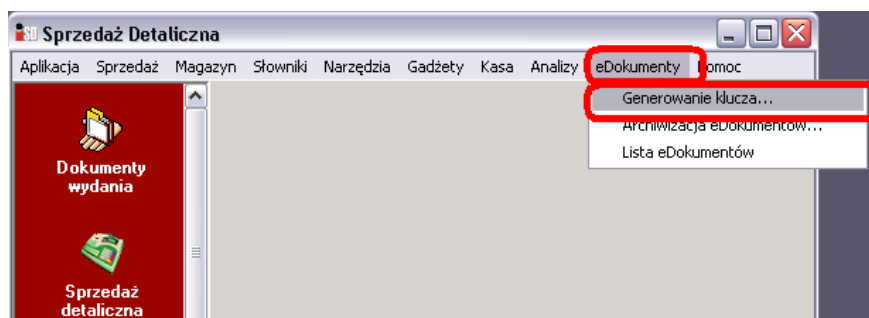 Sprzedaż Detaliczna
Aplikacja Sprzedaż Magazyn Słowniki Narzędzia Gadżety Kasa Analizy eDokumenty Pomoc
Generowanie klucza...
Archiwizacja eDokumentów...
Lista eDokumentów
Dokumenty
wydania
Sprzedaż
detaliczna